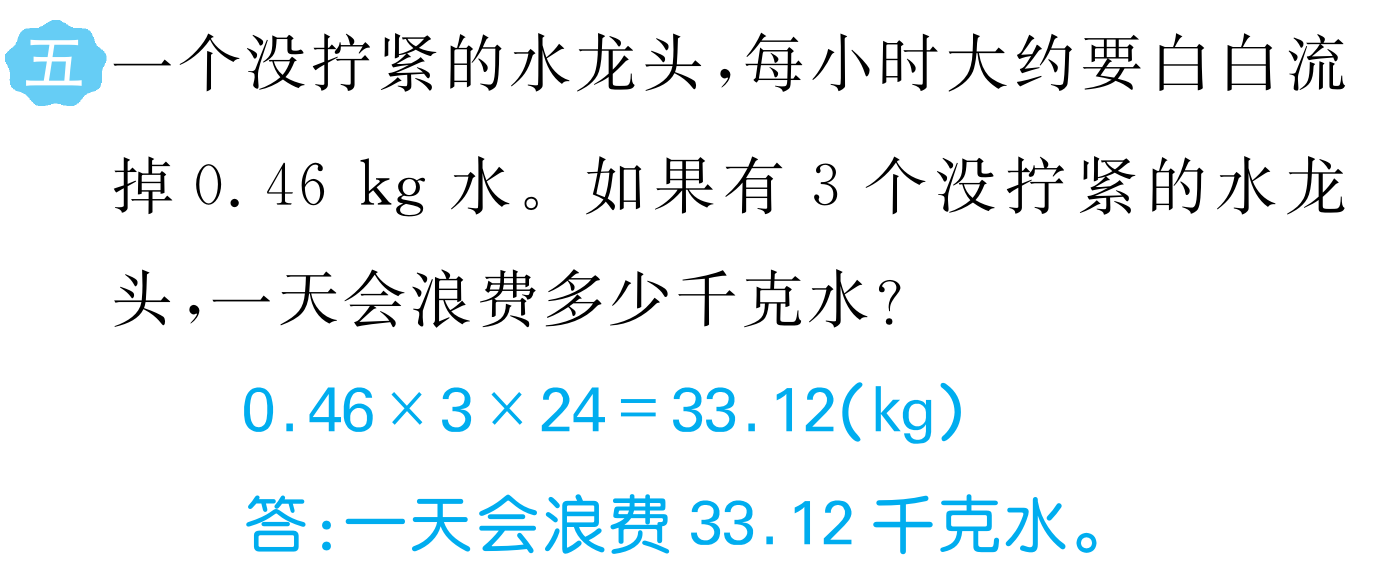 五 一个没拧紧的水龙头,每小时大约要白白流
掉 0.46 kg 水。如果有 3 个没拧紧的水龙
头,一天会浪费多少千克水?
0.46×3×24=33.12(kg)
答:一天会浪费 33.12 千克水。